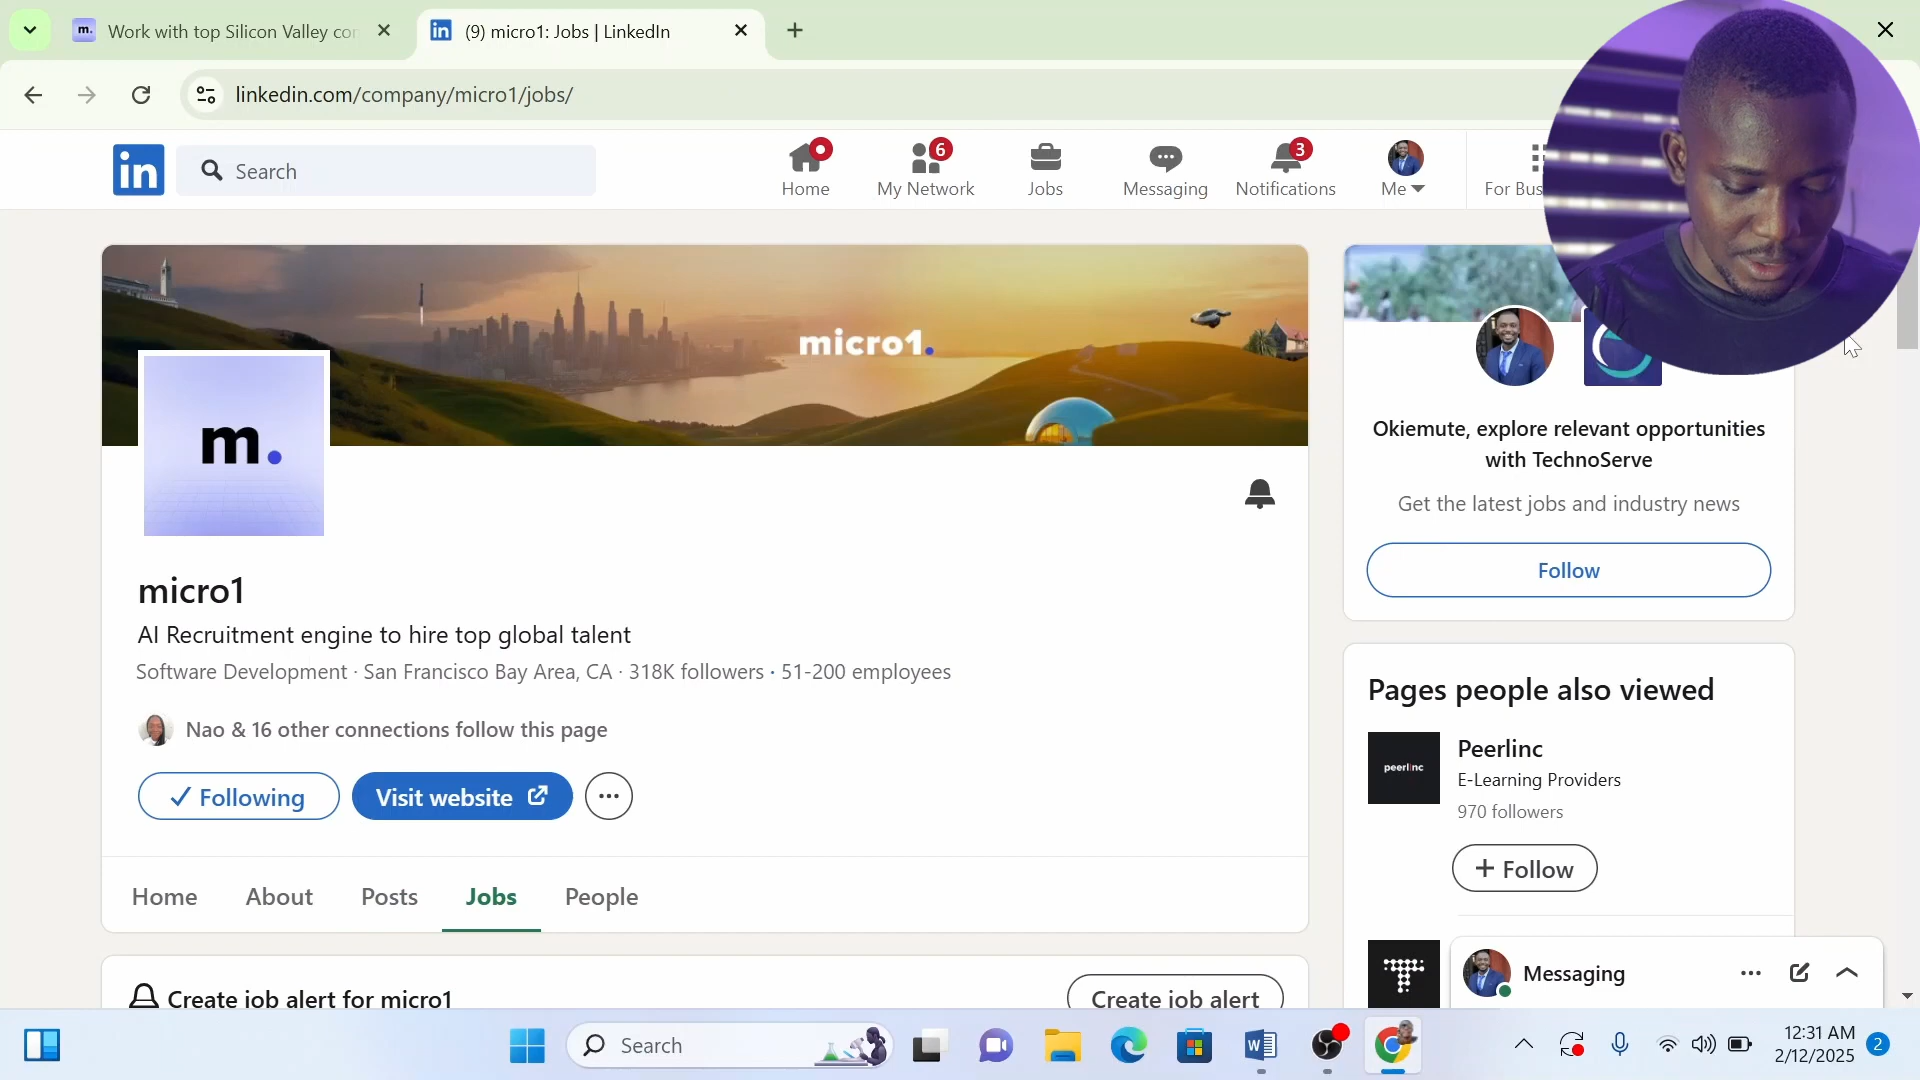 m. Work with top Silicon Valley co
(9) micro1: Jobs | LinkedIn
linkedin.com/company/micro1/jobs/
in
Search
Home
6
My Network
Jobs
Messaging
3
Notifications
Me
For Bus
micro1.
m.
micro1
AI Recruitment engine to hire top global talent
Software Development · San Francisco Bay Area, CA · 318K followers · 51-200 employees
Nao & 16 other connections follow this page
Following
Visit website
Home
About
Posts
Jobs
People
Create job alert for micro1
Create job alert
Okiemute, explore relevant opportunities
with TechnoServe
Get the latest jobs and industry news
Follow
Pages people also viewed
peerlinc
Peerlinc
E-Learning Providers
970 followers
+ Follow
Messaging
Search
12:31 AM
2/12/2025
2